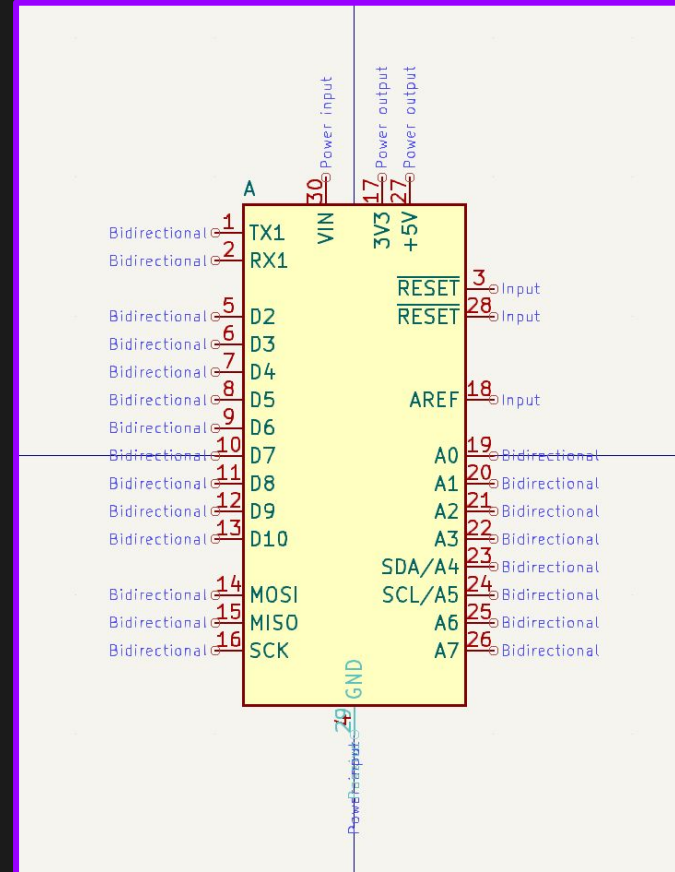 Power input
Power output
Power output
30
17
27
A
VIN
3V3
+5V
Bidirectional 1 TX1
Bidirectional 2 RX1
RESET 3 Input
Bidirectional 5 D2
RESET 28 Input
Bidirectional 6 D3
Bidirectional 7 D4
Bidirectional 8 D5
AREF 18 Input
Bidirectional 9 D6
Bidirectional 10 D7 A0 19 Bidirectional
Bidirectional 11 D8 A1 20 Bidirectional
Bidirectional 12 D9 A2 21 Bidirectional
Bidirectional 13 D10 A3 22 Bidirectional
SDA/A4 23 Bidirectional
Bidirectional 14 MOSI SCL/A5 24 Bidirectional
Bidirectional 15 MISO A6 25 Bidirectional
Bidirectional 16 SCK A7 26 Bidirectional
GND
4
Power input